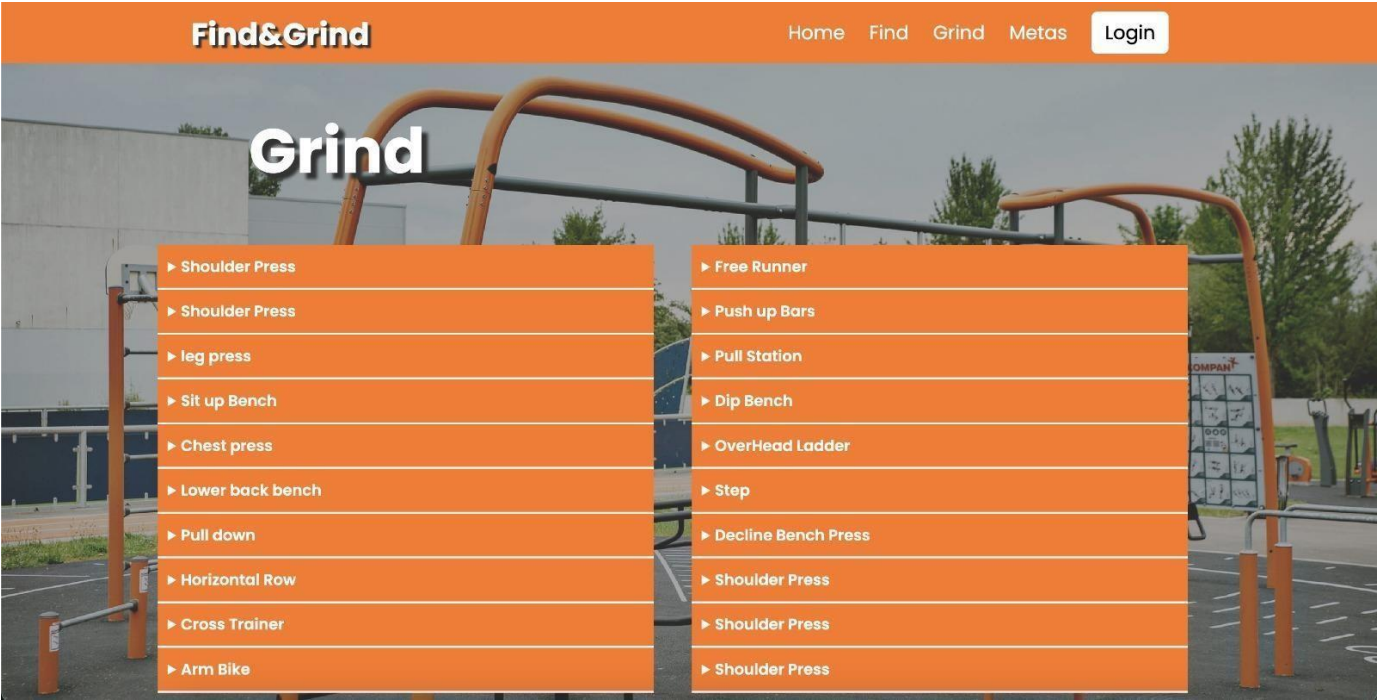 Find&Grind
Home Find Grind Metas Login
Grind
Shoulder Press
Shoulder Press
leg press
Sit up Bench
Chest press
Lower back bench
Pull down
Horizontal Row
Cross Trainer
Arm Bike
Free Runner
Push up Bars
Pull Station
Dip Bench
OverHead Ladder
Step
Decline Bench Press
Shoulder Press
Shoulder Press
Shoulder Press
KOMPAN